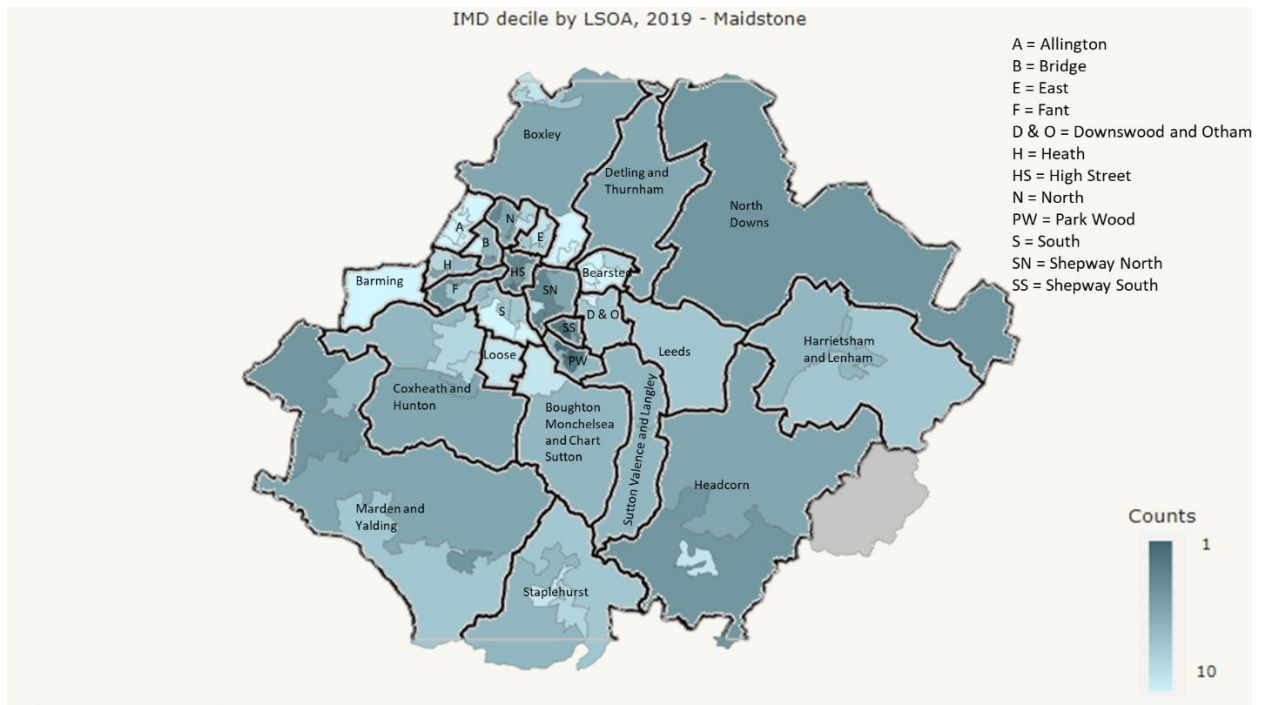 IMD decile by LSOA, 2019 - Maidstone
A = Allington
B = Bridge
E = East
F = Fant
D & O = Downswood and Otham
H = Heath
HS = High Street
N = North
PW = Park Wood
S = South
SN = Shepway North
SS = Shepway South
Boxley
Detling and
Thurnham
North
Downs
N
A
E
B
H
HS
Bearsted
Barming
F
SN
S
D & O
SS
Loose
PW
Leeds
Harrietsham
and Lenham
Coxheath and
Hunton
Boughton
Monchelsea
and Chart
Sutton
Sutton Valence and Langley
Headcorn
Marden and
Yalding
Staplehurst
Counts
1
10